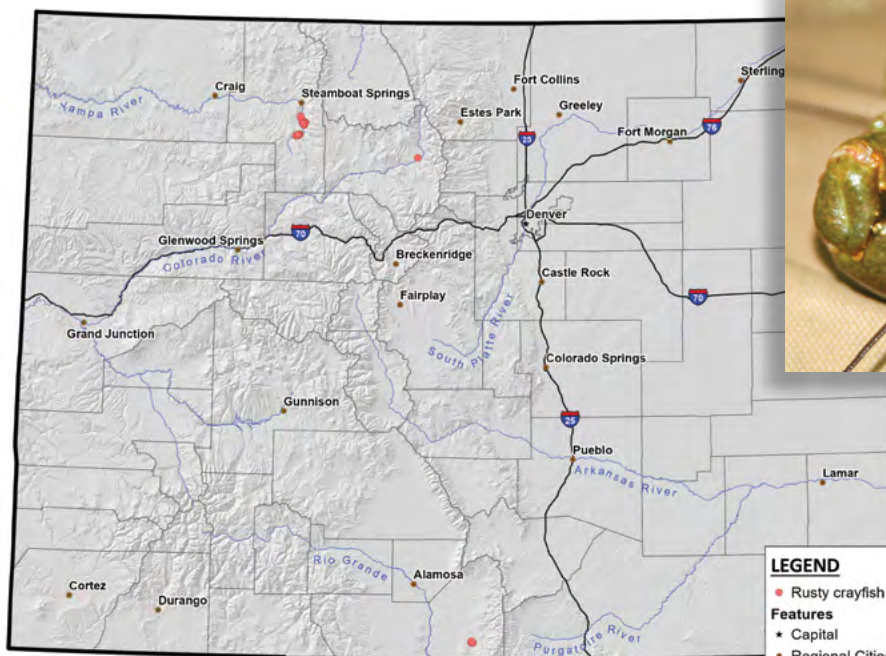 Craig
Steamboat Springs
Yampa River
Fort Collins
Sterling
Estes Park
Greeley
Fort Morgan
76
25
Denver
Glenwood Springs
70
Colorado River
Breckenridge
Castle Rock
Fairplay
70
Grand Junction
South Platte River
Colorado Springs
Gunnison
25
Pueblo
Arkansas River
Lamar
Rio Grande
Alamosa
Cortez
Durango
Purgatoire River
LEGEND
Rusty crayfish
Features
Capital
Regional Cities